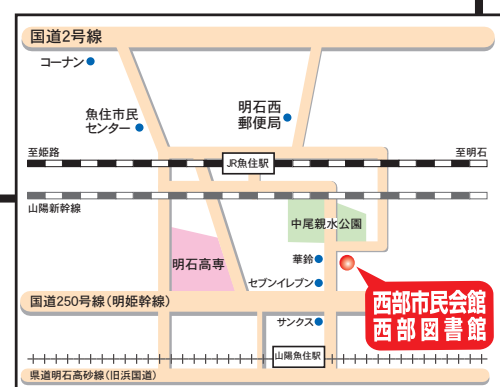 国道2号線
コーナン
魚住市民
センター
明石西
郵便局
至姫路
JR魚住駅
至明石
山陽新幹線
中尾親水公園
明石高専
華鈴
セブンイレブン
国道250号線(明姫幹線)
西部市民会館
西部図書館
サンクス
山陽魚住駅
県道明石高砂線(旧浜国道)